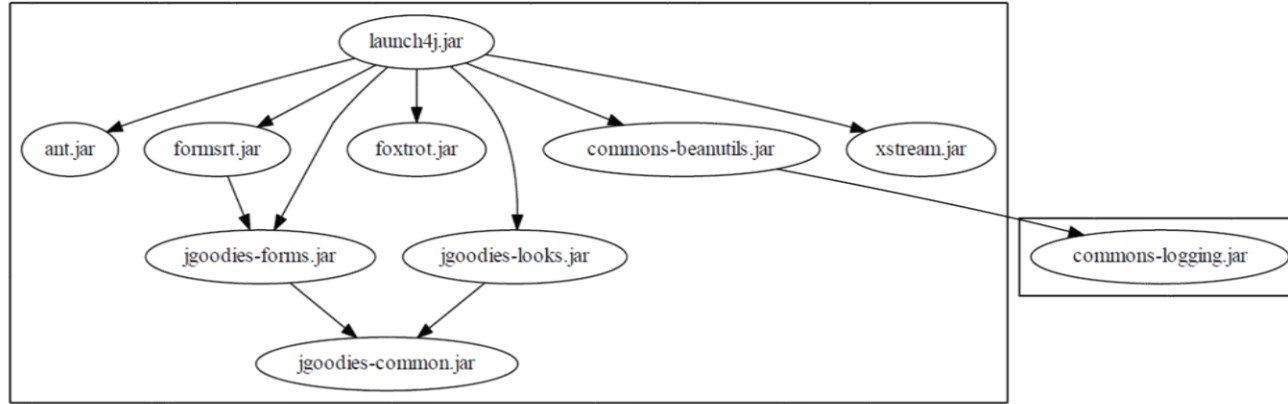 launch4j.jar
ant.jar
formsrt.jar
foxtrot.jar
commons-beanutils.jar
xstream.jar
jgoodies-forms.jar
jgoodies-looks.jar
commons-logging.jar
jgoodies-common.jar